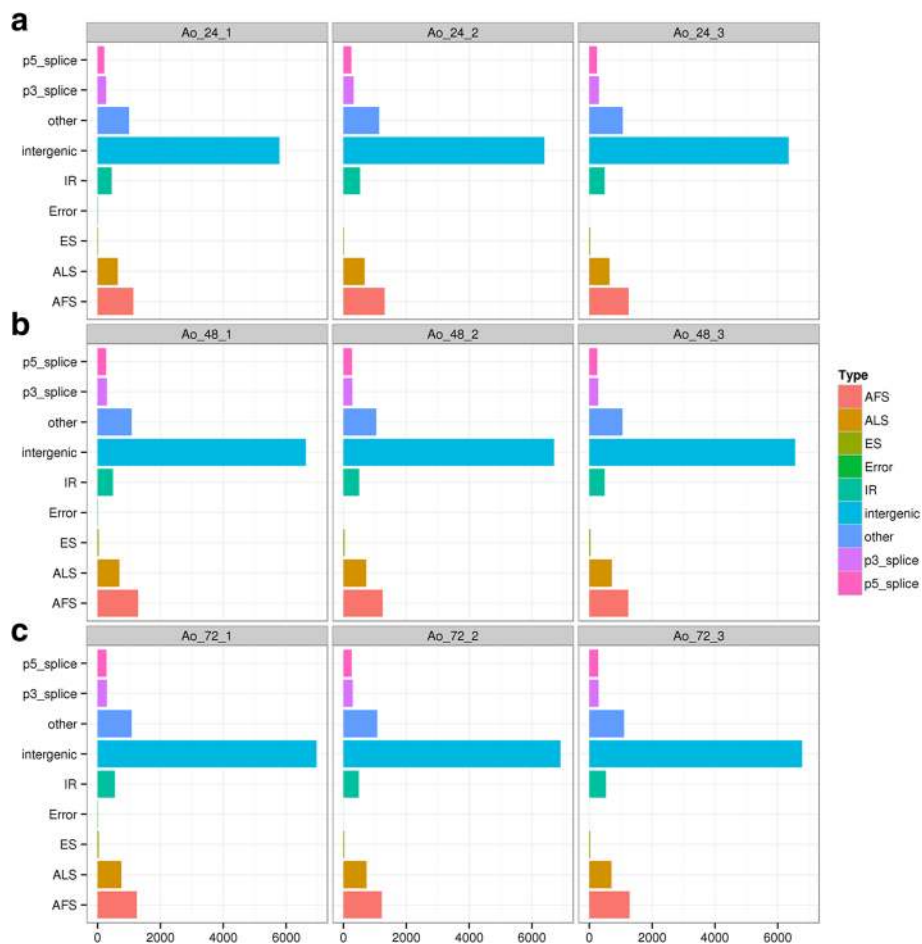 a
Ao_24_1 Ao_24_2 Ao_24_3
p5_splice
p3_splice
other
intergenic
IR
Error
ES
ALS
AFS
b
Ao_48_1 Ao_48_2 Ao_48_3
p5_splice
p3_splice
other
intergenic
IR
Error
ES
ALS
AFS
Type
AFS
ALS
ES
Error
IR
intergenic
other
p3_splice
p5_splice
c
Ao_72_1 Ao_72_2 Ao_72_3
p5_splice
p3_splice
other
intergenic
IR
Error
ES
ALS
AFS
0 2000 4000 6000 0 2000 4000 6000 0 2000 4000 6000